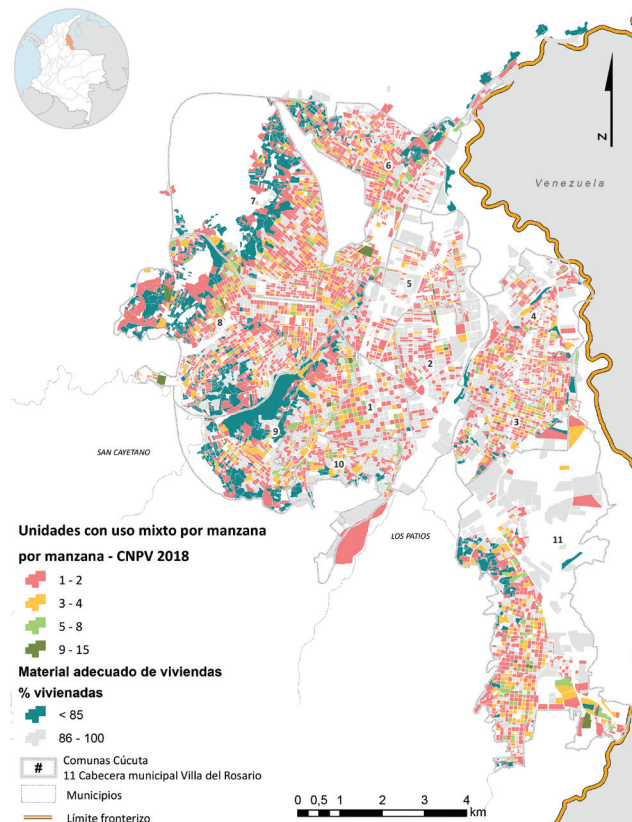 Z
Venezuela
6
7
5
4
8
2
1
3
9
10
SAN CAYETANO
LOS PATIOS
11
Unidades con uso mixto por manzana
por manzana - CNPV 2018
1 - 2
3 - 4
5 - 8
9 - 15
Material adecuado de viviendas
% vivienadas
< 85
86 - 100
# Comunas Cúcuta
11 Cabecera municipal Villa del Rosario
Municipios
Límite fronterizo
0 0,5 1 2 3 4
km